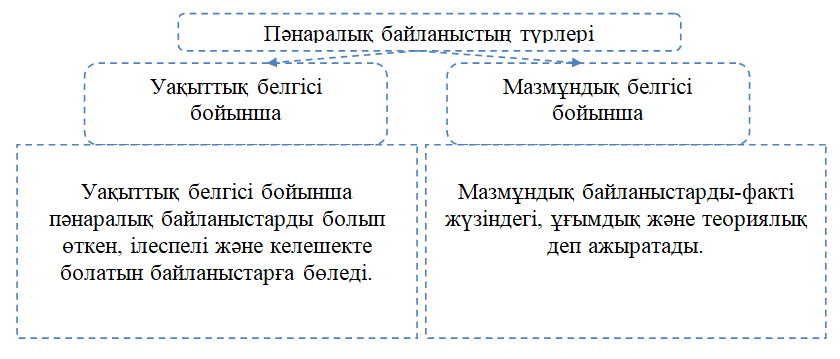 Пәнаралық байланыстың түрлері
Уақыттық белгісі
бойынша
Мазмұндық белгісі
бойынша
Уақыттық белгісі бойынша
пәнаралық байланыстарды болып
өткен, ілеспелі және келешекте
болатын байланыстарға бөледі.
Мазмұндық байланыстарды-факті
жүзіндегі, ұғымдық және теориялық
деп ажыратады.